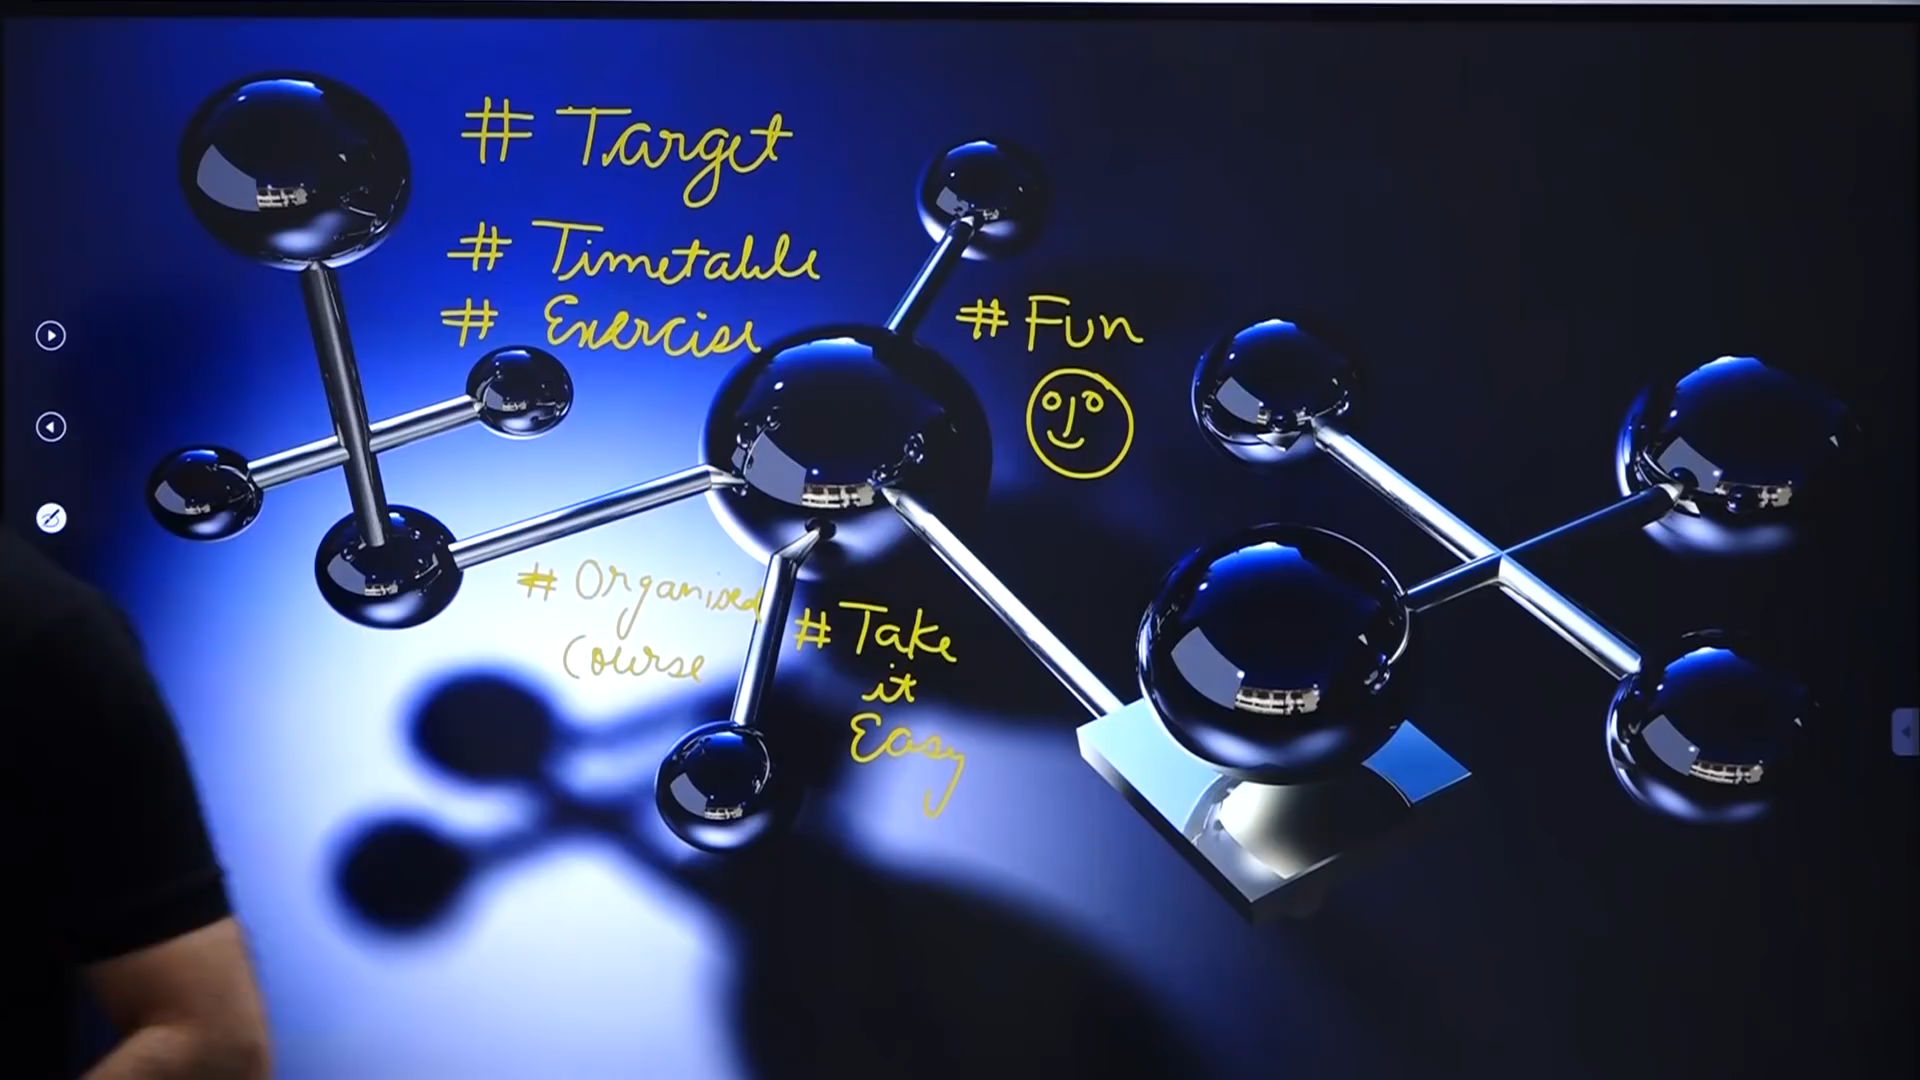 # Target
# Timetable
# Exercise
# Fun
# Organised
Course
# Take
it
Easy